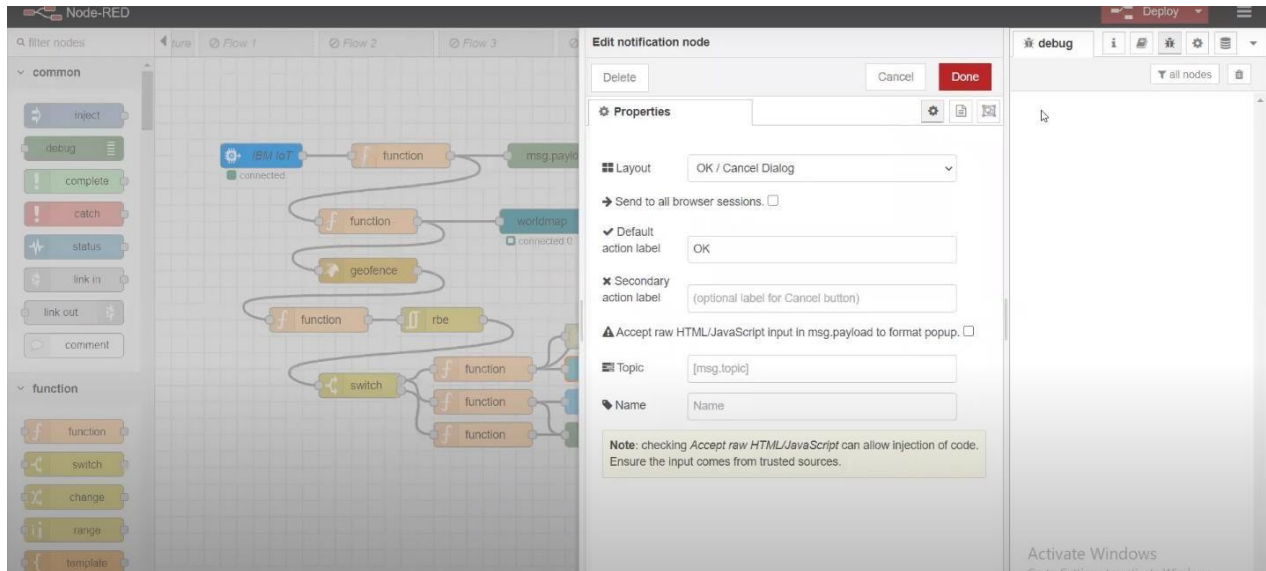 Node-RED
Deploy
filter nodes
Flow 1
Flow 2
Flow 3
common
inject
debug
complete
catch
status
link in
link out
comment
function
function
switch
change
range
template
IBM IoT
connected
function
msg.paylo
function
worldmap
connected 0
geofence
function
rbe
switch
function
function
function
Edit notification node
Delete
Cancel
Done
Properties
Layout
OK / Cancel Dialog
Send to all browser sessions.
Default
action label
OK
Secondary
action label
(optional label for Cancel button)
Accept raw HTML/JavaScript input in msg.payload to format popup.
Topic
[msg.topic]
Name
Name
Note: checking Accept raw HTML/JavaScript can allow injection of code.
Ensure the input comes from trusted sources.
debug
i
all nodes
Activate Windows